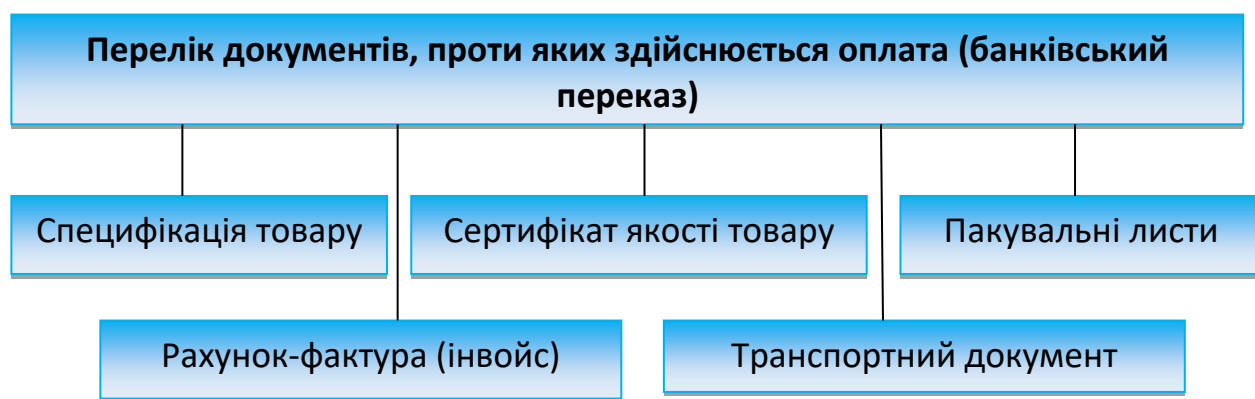 Перелік документів, проти яких здійснюється оплата (банківський
переказ)
Специфікація товару
Сертифікат якості товару
Пакувальні листи
Рахунок-фактура (інвойс)
Транспортний документ